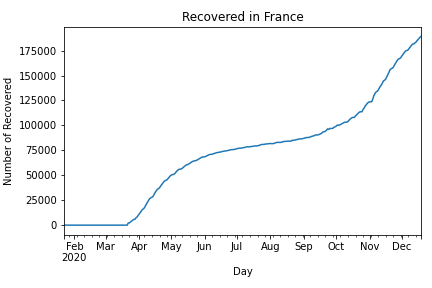 Recovered in France
175000
150000
125000
100000
75000
50000
25000
0
Number of Recovered
Feb Mar Apr May Jun Jul Aug Sep Oct Nov Dec
2020
Day